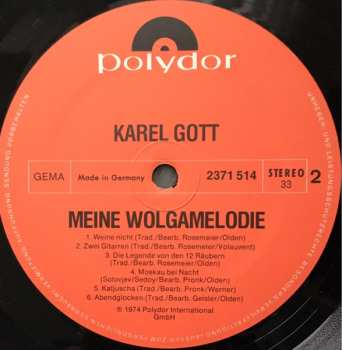 polydor
KAREL GOTT
GEMA Made in Germany 2371 514 STEREO 33 2
MEINE WOLGAMELODIE
1. Weine nicht (Trad./Bearb. Rosemeier/Olden)
2. Zwei Gitarren (Trad./Bearb. Rosemeier/Volauvent)
3. Die Legende von den 12 Räubern
(Trad./Bearb. Rosemeier/Olden)
4. Moskau bei Nacht
(Solovjev/Sedoy/Bearb. Pronk/Olden)
5. Katjuscha (Trad./Bearb. Pronk/Werner)
6. Abendglocken (Trad./Bearb. Geisler/Olden)
℗ 1974 Polydor International
GmbH